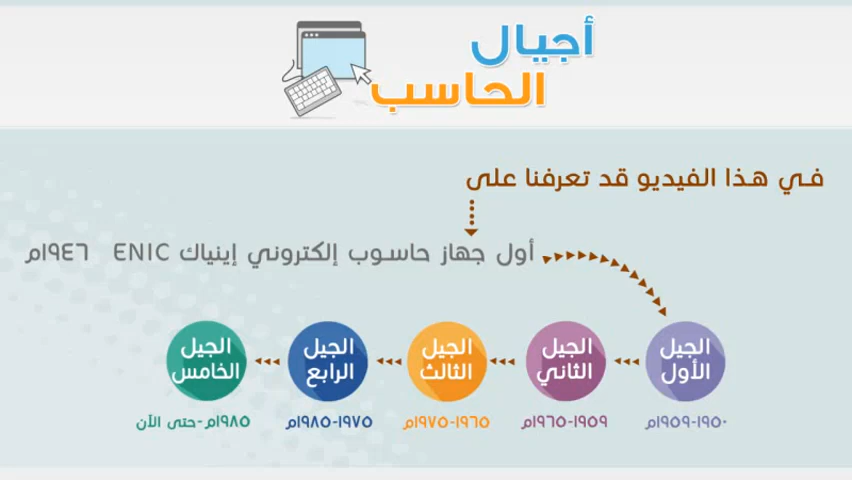 أجيال
الحاسب
في هذا الفيديو قد تعرفنا على
أول جهاز حاسوب إلكتروني إينياك ENIC ١٩٤٦م
الجيل الأول
١٩٥٠-١٩٥٩م
الجيل الثاني
١٩٥٩-١٩٦٥م
الجيل الثالث
١٩٦٥-١٩٧٥م
الجيل الرابع
١٩٧٥-١٩٨٥م
الجيل الخامس
١٩٨٥م-حتى الآن